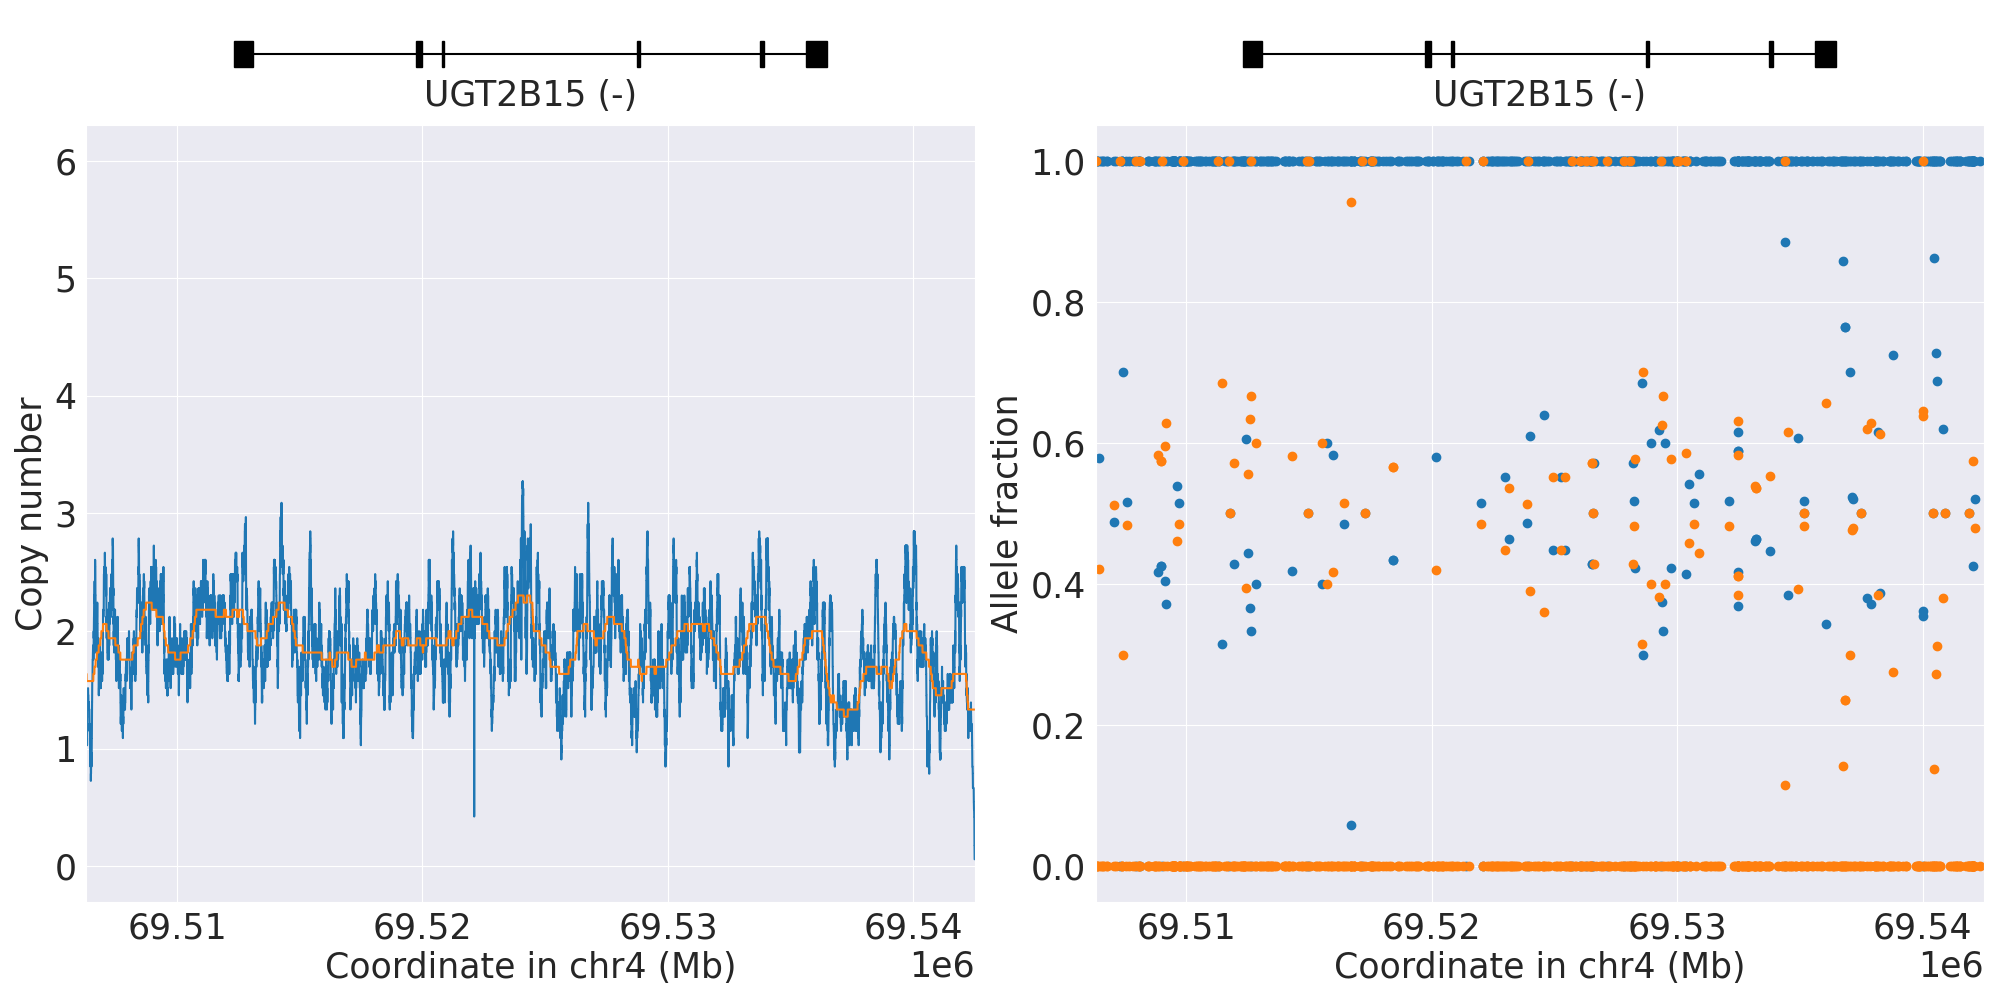 UGT2B15 (-)
UGT2B15 (-)
Copy number
6
5
4
3
2
1
0
69.51 69.52 69.53 69.54
Coordinate in chr4 (Mb) 1e6
Allele fraction
1.0
0.8
0.6
0.4
0.2
0.0
69.51 69.52 69.53 69.54
Coordinate in chr4 (Mb) 1e6